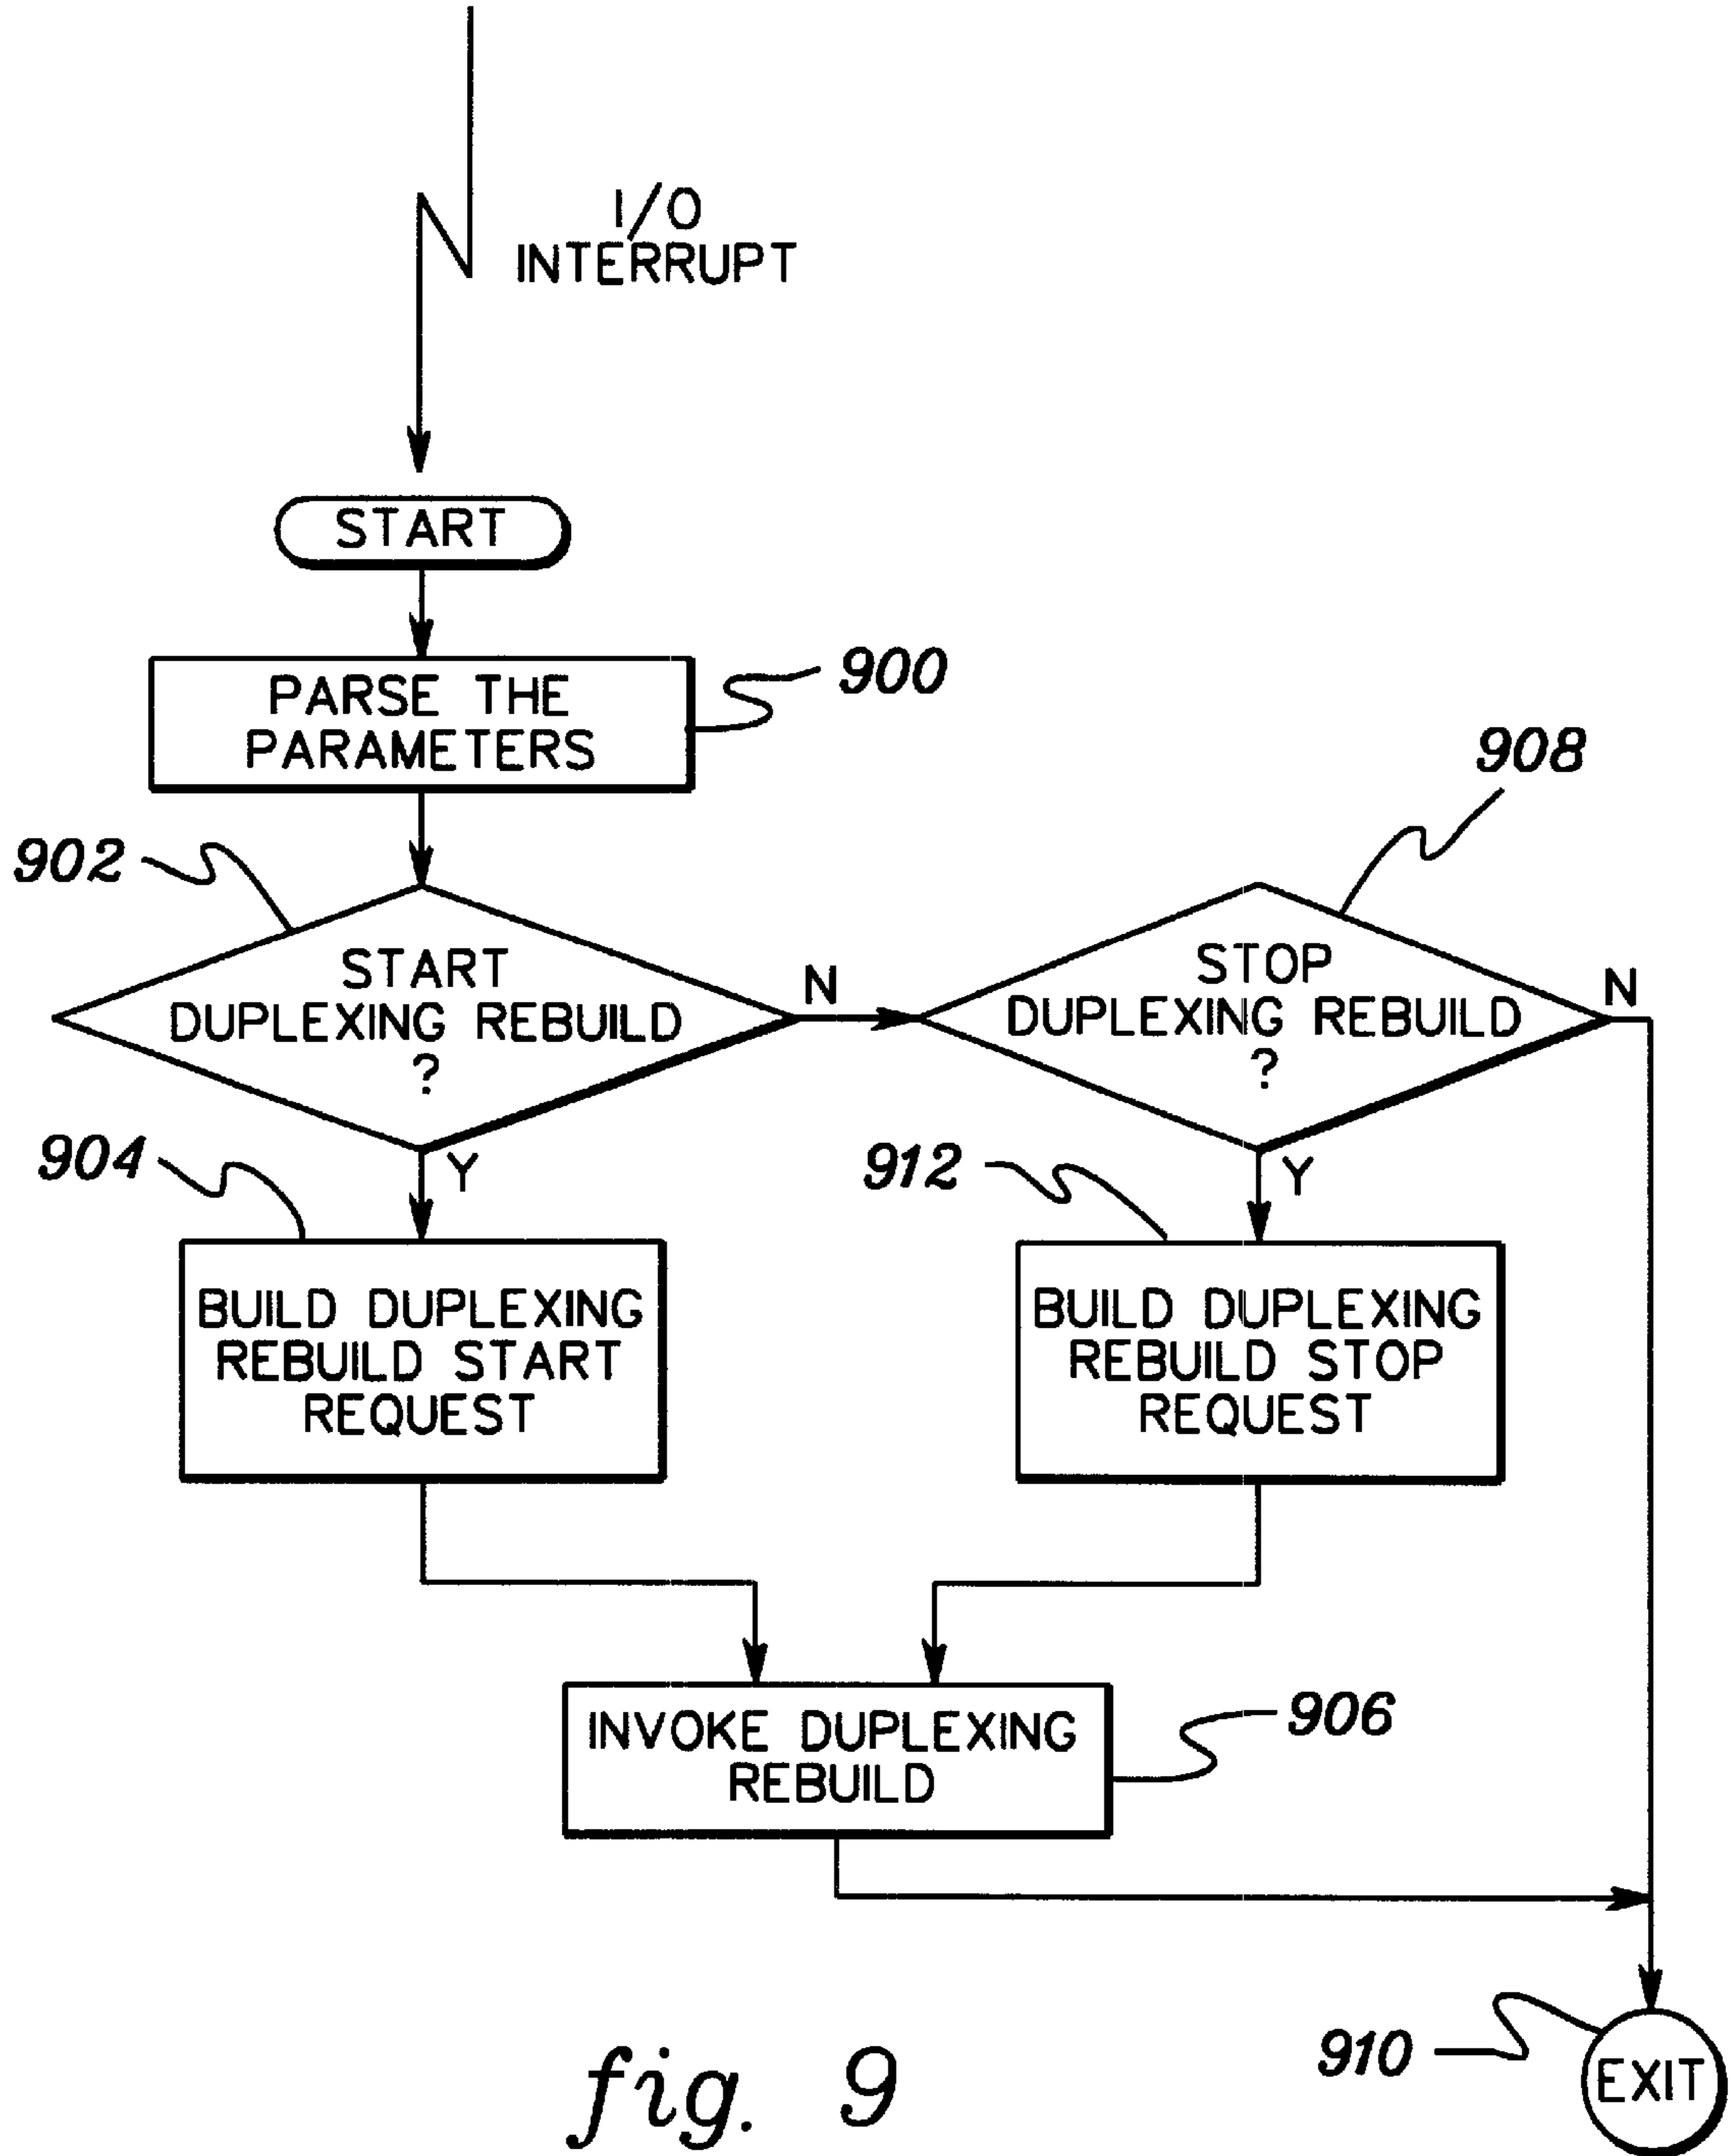 I/O
INTERRUPT
START
PARSE THE
PARAMETERS
900
902
START
DUPLEXING REBUILD
?
N
Y
908
STOP
DUPLEXING REBUILD
?
N
Y
904
BUILD DUPLEXING
REBUILD START
REQUEST
912
BUILD DUPLEXING
REBUILD STOP
REQUEST
INVOKE DUPLEXING
REBUILD
906
910
EXIT
fig. 9